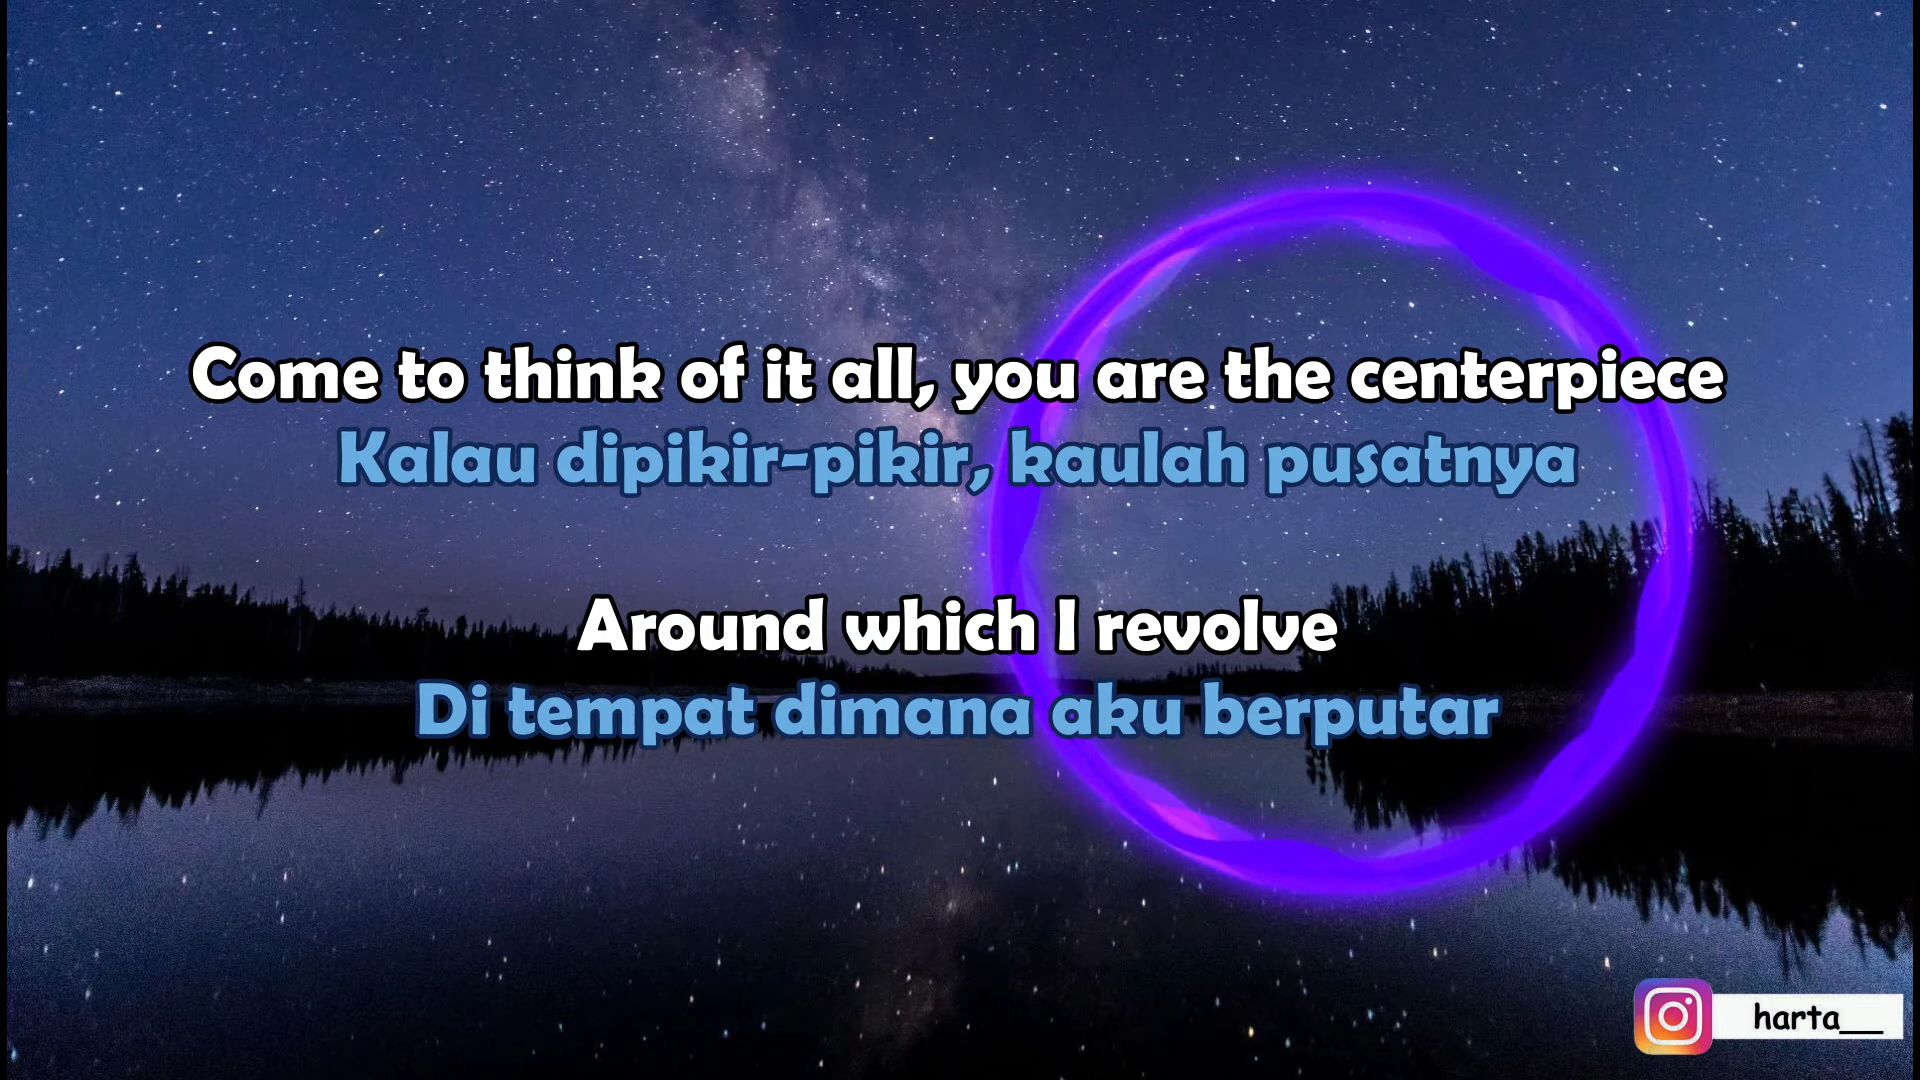 Come to think of it all, you are the centerpiece
Kalau dipikir-pikir, kaulah pusatnya
Around which I revolve
Di tempat dimana aku berputar
harta__